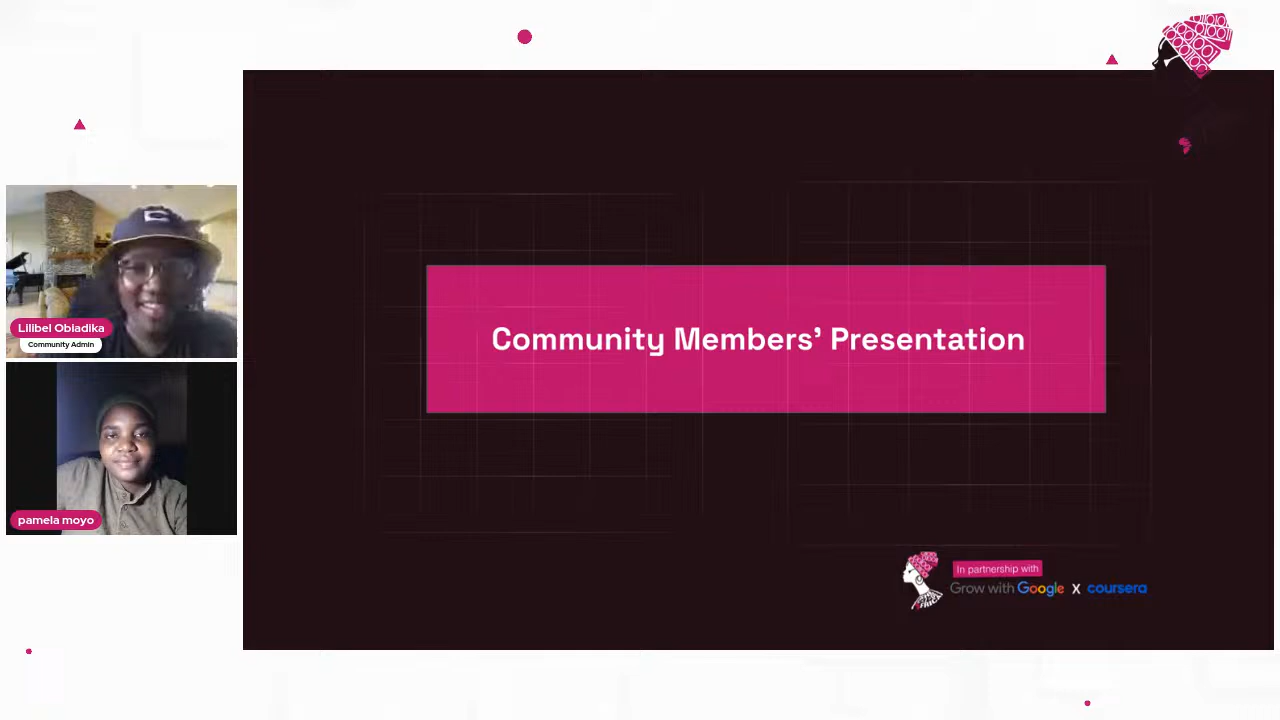 Lilibel Obiadika
Community Admin
pamela moyo
Community Members’ Presentation
In partnership with
Grow with Google X coursera